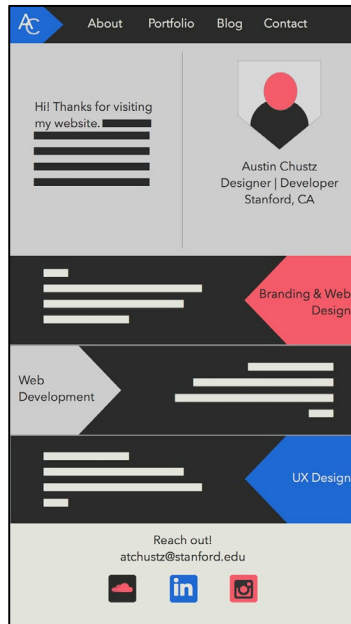 AC
About Portfolio Blog Contact
Hi! Thanks for visiting
my website.
Austin Chustz
Designer | Developer
Stanford, CA
Branding & Web
Design
Web
Development
UX Design
Reach out!
atchustz@stanford.edu
in